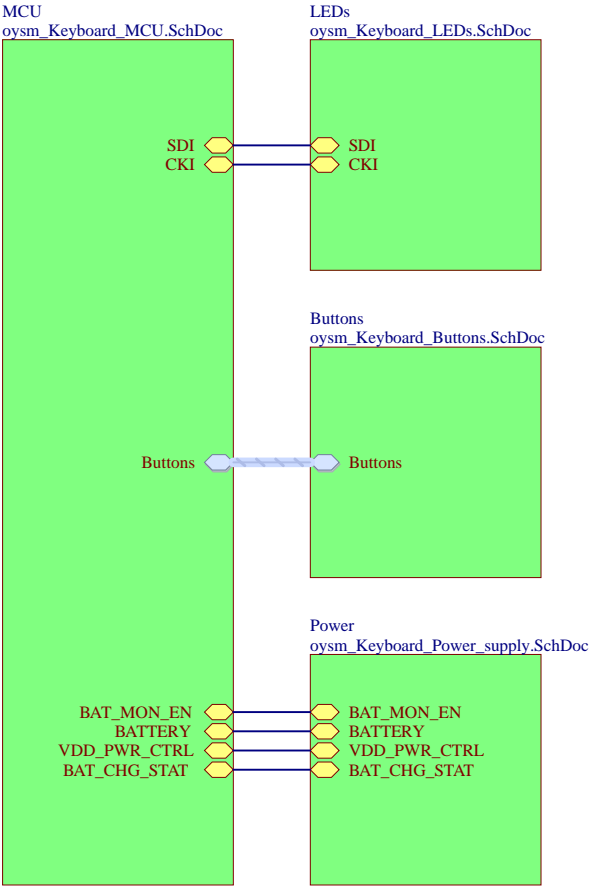 MCU
oysm_Keyboard_MCU.SchDoc
SDI
CKI
Buttons
BAT_MON_EN
BATTERY
VDD_PWR_CTRL
BAT_CHG_STAT
LEDs
oysm_Keyboard_LEDs.SchDoc
SDI
CKI
Buttons
oysm_Keyboard_Buttons.SchDoc
Buttons
Power
oysm_Keyboard_Power_supply.SchDoc
BAT_MON_EN
BATTERY
VDD_PWR_CTRL
BAT_CHG_STAT